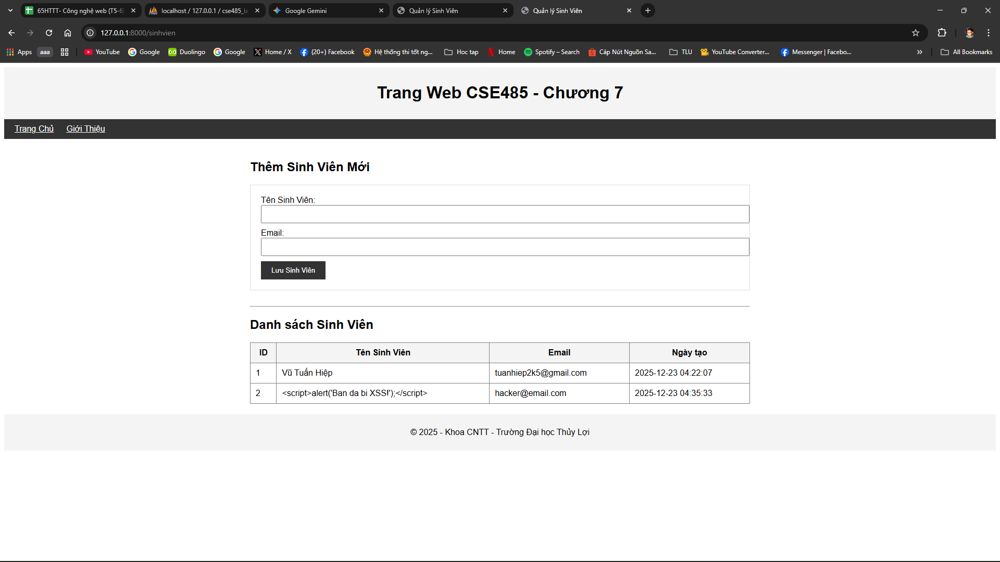 65HTTT- Công nghệ web (T5-6)
localhost / 127.0.0.1 / cse485_la
Google Gemini
Quản lý Sinh Viên
Quản lý Sinh Viên
127.0.0.1:8000/sinhvien
Apps
aaa
YouTube
Google
Duolingo
Google
Home / X
(20+) Facebook
Hệ thống thi tốt ng...
Hoc tap
Home
Spotify – Search
Cáp Nút Nguồn Sa...
TLU
YouTube Converter...
Messenger | Facebo...
All Bookmarks
Trang Web CSE485 - Chương 7
Trang Chủ Giới Thiệu
Thêm Sinh Viên Mới
Tên Sinh Viên:
Email:
Lưu Sinh Viên
Danh sách Sinh Viên
ID Tên Sinh Viên Email Ngày tạo
1 Vũ Tuấn Hiệp tuanhiep2k5@gmail.com 2025-12-23 04:22:07
2 <script>alert('Ban da bi XSS!');</script> hacker@email.com 2025-12-23 04:35:33
© 2025 - Khoa CNTT - Trường Đại học Thủy Lợi